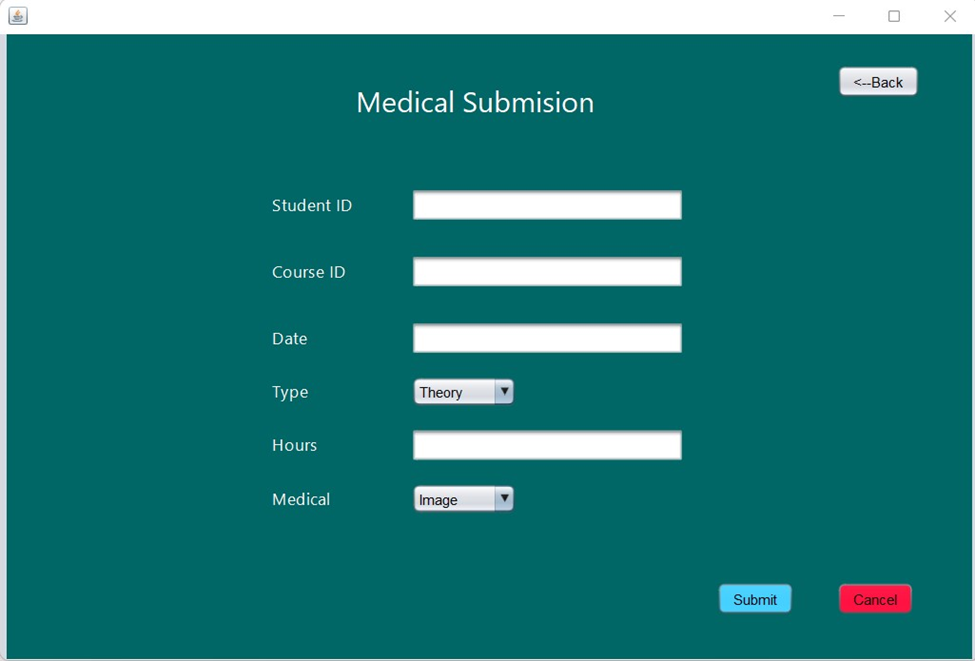 <--Back
Medical Submision
Student ID
Course ID
Date
Type Theory
Hours
Medical Image
Submit Cancel